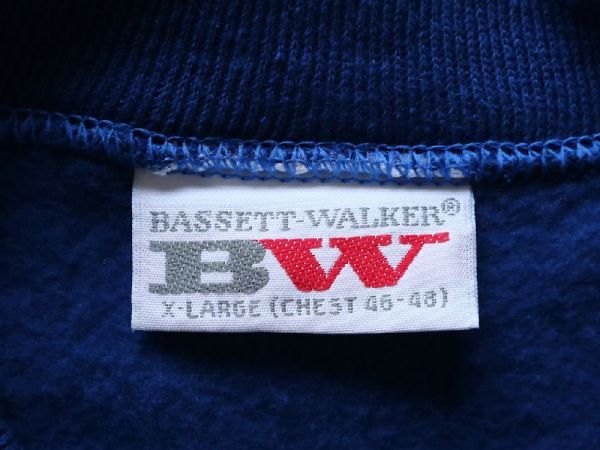 BASSETT-WALKER®
BW
X-LARGE (CHEST 46-48)